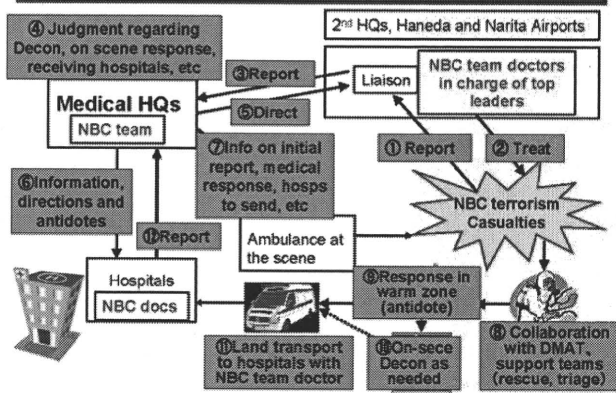 ④ Judgment regarding
Decon, on scene response,
receiving hospitals, etc
2nd HQs, Haneda and Narita Airports
③Report
Liaison
NBC team doctors
in charge of top
leaders
Medical HQs
NBC team
⑤Direct
① Report
② Treat
⑦Info on initial
report, medical
response, hosps
to send, etc
⑥Information,
directions and
antidotes
NBC terrorism
Casualties
⑫Report
Ambulance at
the scene
Hospitals
NBC docs
⑨Response in
warm zone
(antidote)
⑧ Collaboration
with DMAT、
support teams
(rescue, triage)
⑪Land transport
to hospitals with
NBC team doctor
⑩On-sece
Decon as
needed